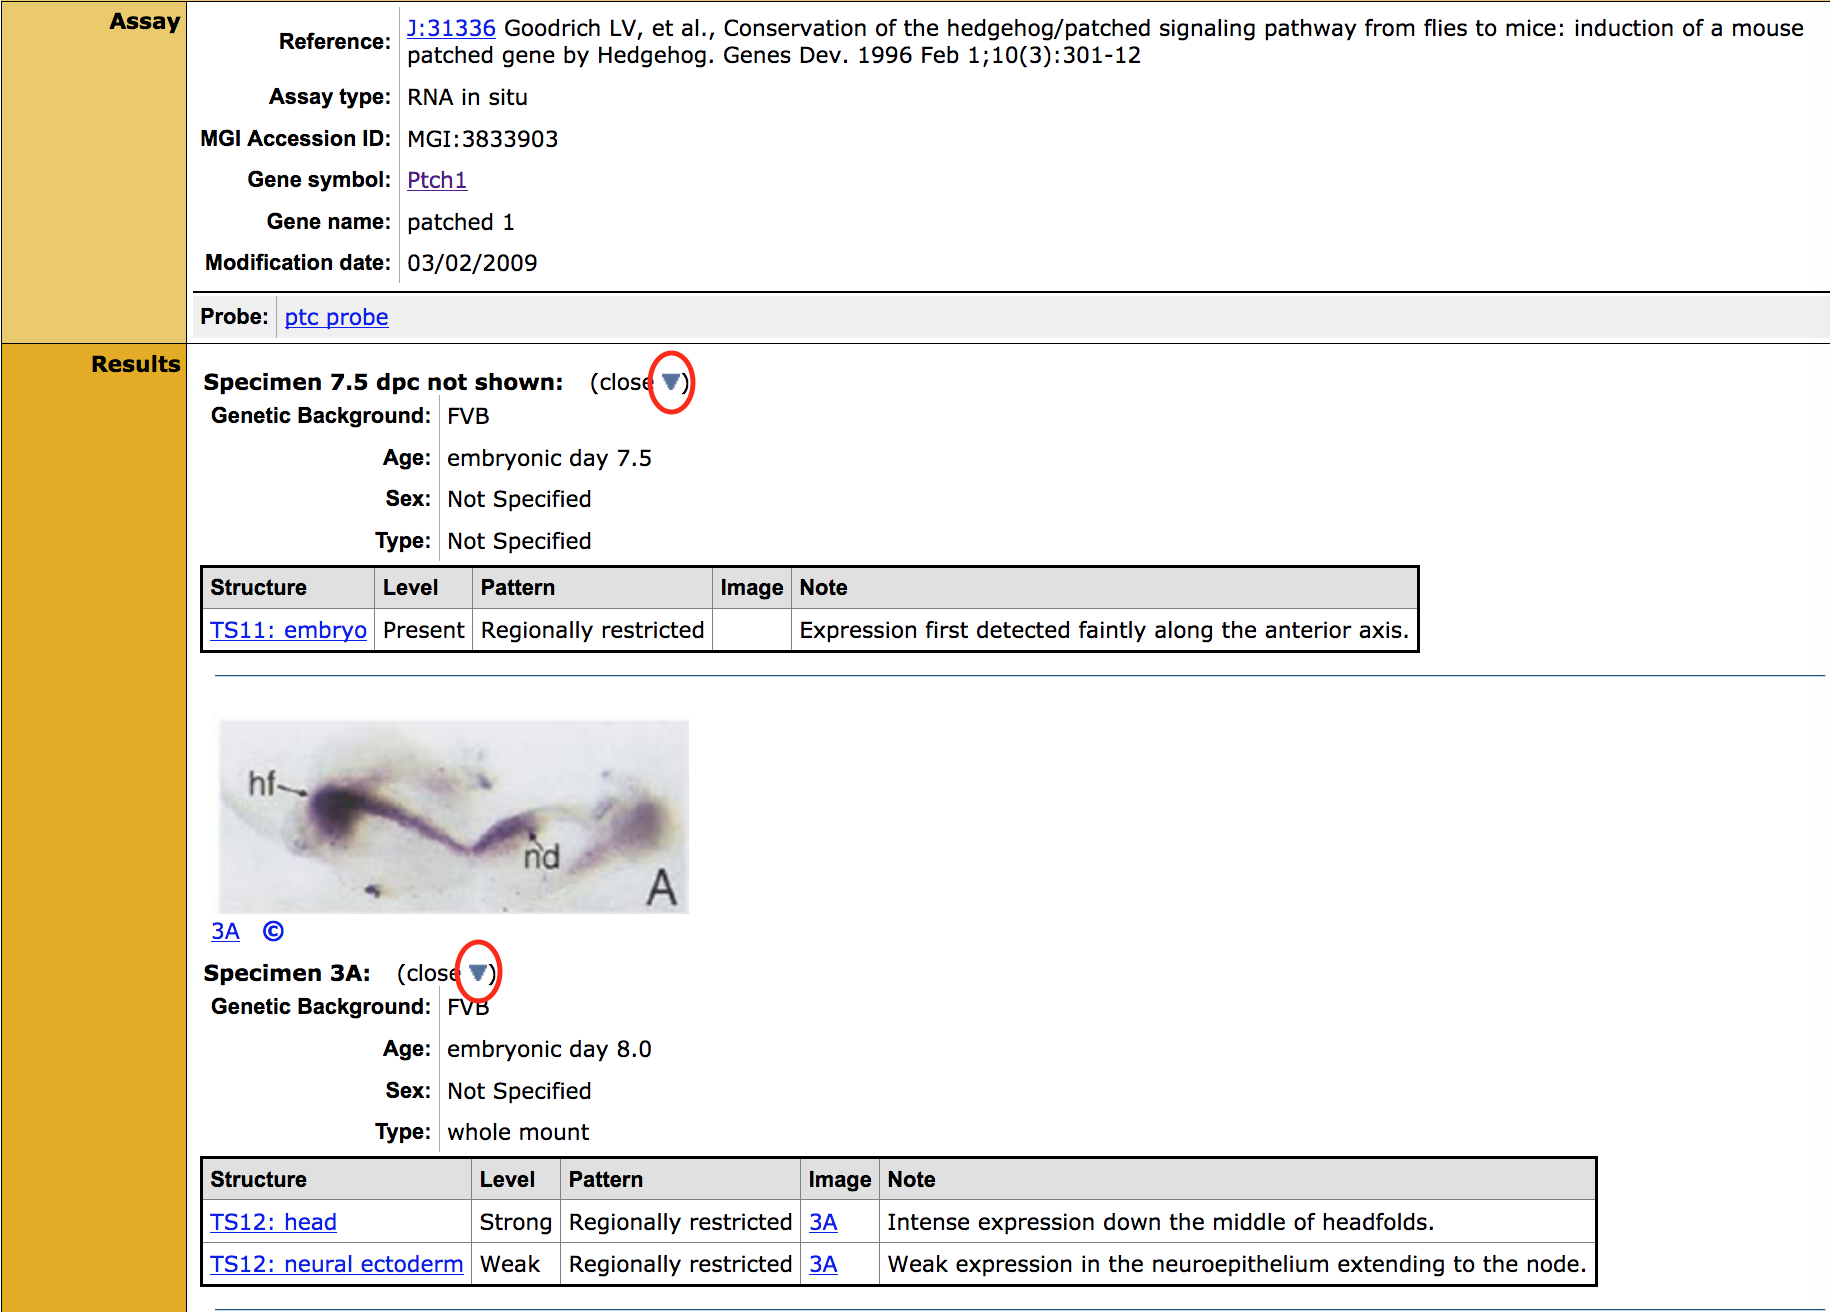 Assay
Reference: J:31336 Goodrich LV, et al., Conservation of the hedgehog/patched signaling pathway from flies to mice: induction of a mouse
patched gene by Hedgehog. Genes Dev. 1996 Feb 1;10(3):301-12
Assay type: RNA in situ
MGI Accession ID: MGI:3833903
Gene symbol: Ptch1
Gene name: patched 1
Modification date: 03/02/2009
Probe: ptc probe
Results
Specimen 7.5 dpc not shown: (close ▼)
Genetic Background: FVB
Age: embryonic day 7.5
Sex: Not Specified
Type: Not Specified
Structure Level Pattern Image Note
TS11: embryo Present Regionally restricted Expression first detected faintly along the anterior axis.
hf
nd
A
3A ©
Specimen 3A: (close ▼)
Genetic Background: FVB
Age: embryonic day 8.0
Sex: Not Specified
Type: whole mount
Structure Level Pattern Image Note
TS12: head Strong Regionally restricted 3A Intense expression down the middle of headfolds.
TS12: neural ectoderm Weak Regionally restricted 3A Weak expression in the neuroepithelium extending to the node.